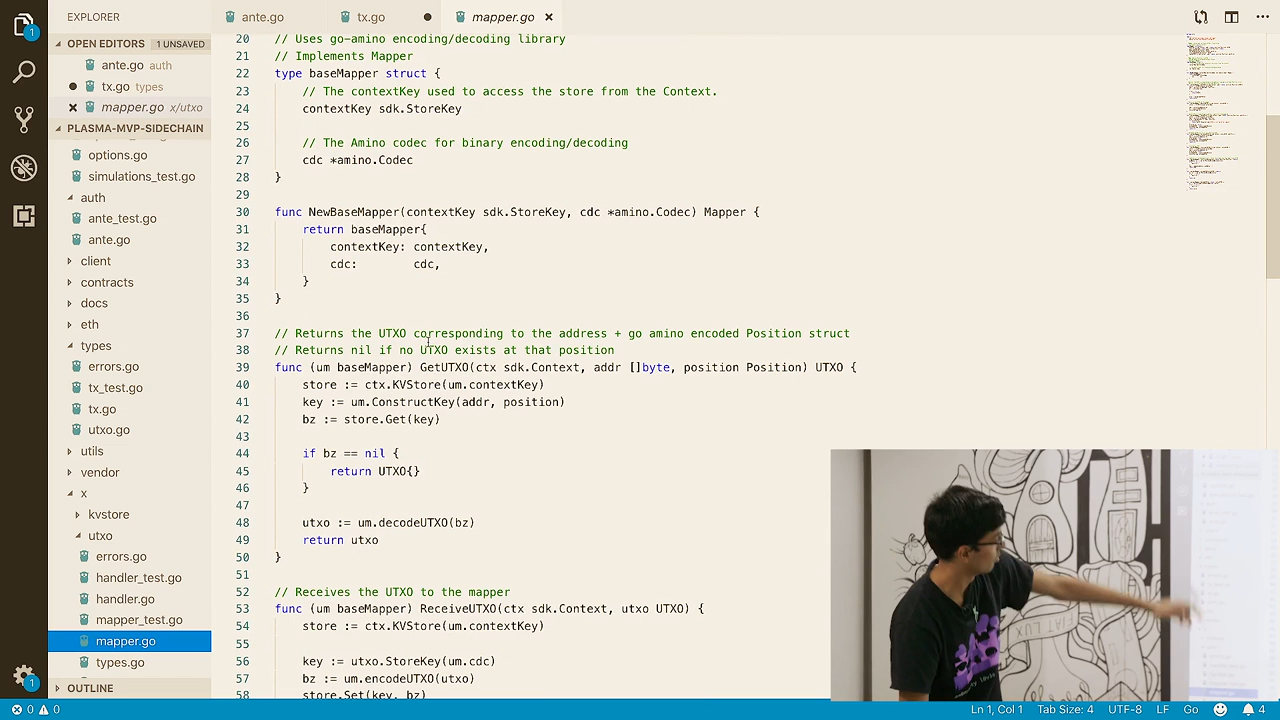 EXPLORER
ante.go
tx.go
mapper.go
OPEN EDITORS 1 UNSAVED
ante.go auth
tx.go types
mapper.go x/utxo
PLASMA-MVP-SIDECHAIN
options.go
simulations_test.go
auth
ante_test.go
ante.go
client
contracts
docs
eth
types
errors.go
tx_test.go
tx.go
utxo.go
utils
vendor
x
kvstore
utxo
errors.go
handler_test.go
handler.go
mapper_test.go
mapper.go
types.go
OUTLINE
20 // Uses go-amino encoding/decoding library
21 // Implements Mapper
22 type baseMapper struct {
23 // The contextKey used to access the store from the Context.
24 contextKey sdk.StoreKey
25
26 // The Amino codec for binary encoding/decoding
27 cdc *amino.Codec
28 }
29
30 func NewBaseMapper(contextKey sdk.StoreKey, cdc *amino.Codec) Mapper {
31 return baseMapper{
32 contextKey: contextKey,
33 cdc: cdc,
34 }
35 }
36
37 // Returns the UTXO corresponding to the address + go amino encoded Position struct
38 // Returns nil if no UTXO exists at that position
39 func (um baseMapper) GetUTXO(ctx sdk.Context, addr []byte, position Position) UTXO {
40 store := ctx.KVStore(um.contextKey)
41 key := um.ConstructKey(addr, position)
42 bz := store.Get(key)
43
44 if bz == nil {
45 return UTXO{}
46 }
47
48 utxo := um.decodeUTXO(bz)
49 return utxo
50 }
51
52 // Receives the UTXO to the mapper
53 func (um baseMapper) ReceiveUTXO(ctx sdk.Context, utxo UTXO) {
54 store := ctx.KVStore(um.contextKey)
55
56 key := utxo.StoreKey(um.cdc)
57 bz := um.encodeUTXO(utxo)
58 store.Set(key, bz)
FIAT LUX
1
1
0 0
Ln 1, Col 1 Tab Size: 4 UTF-8 LF Go 4